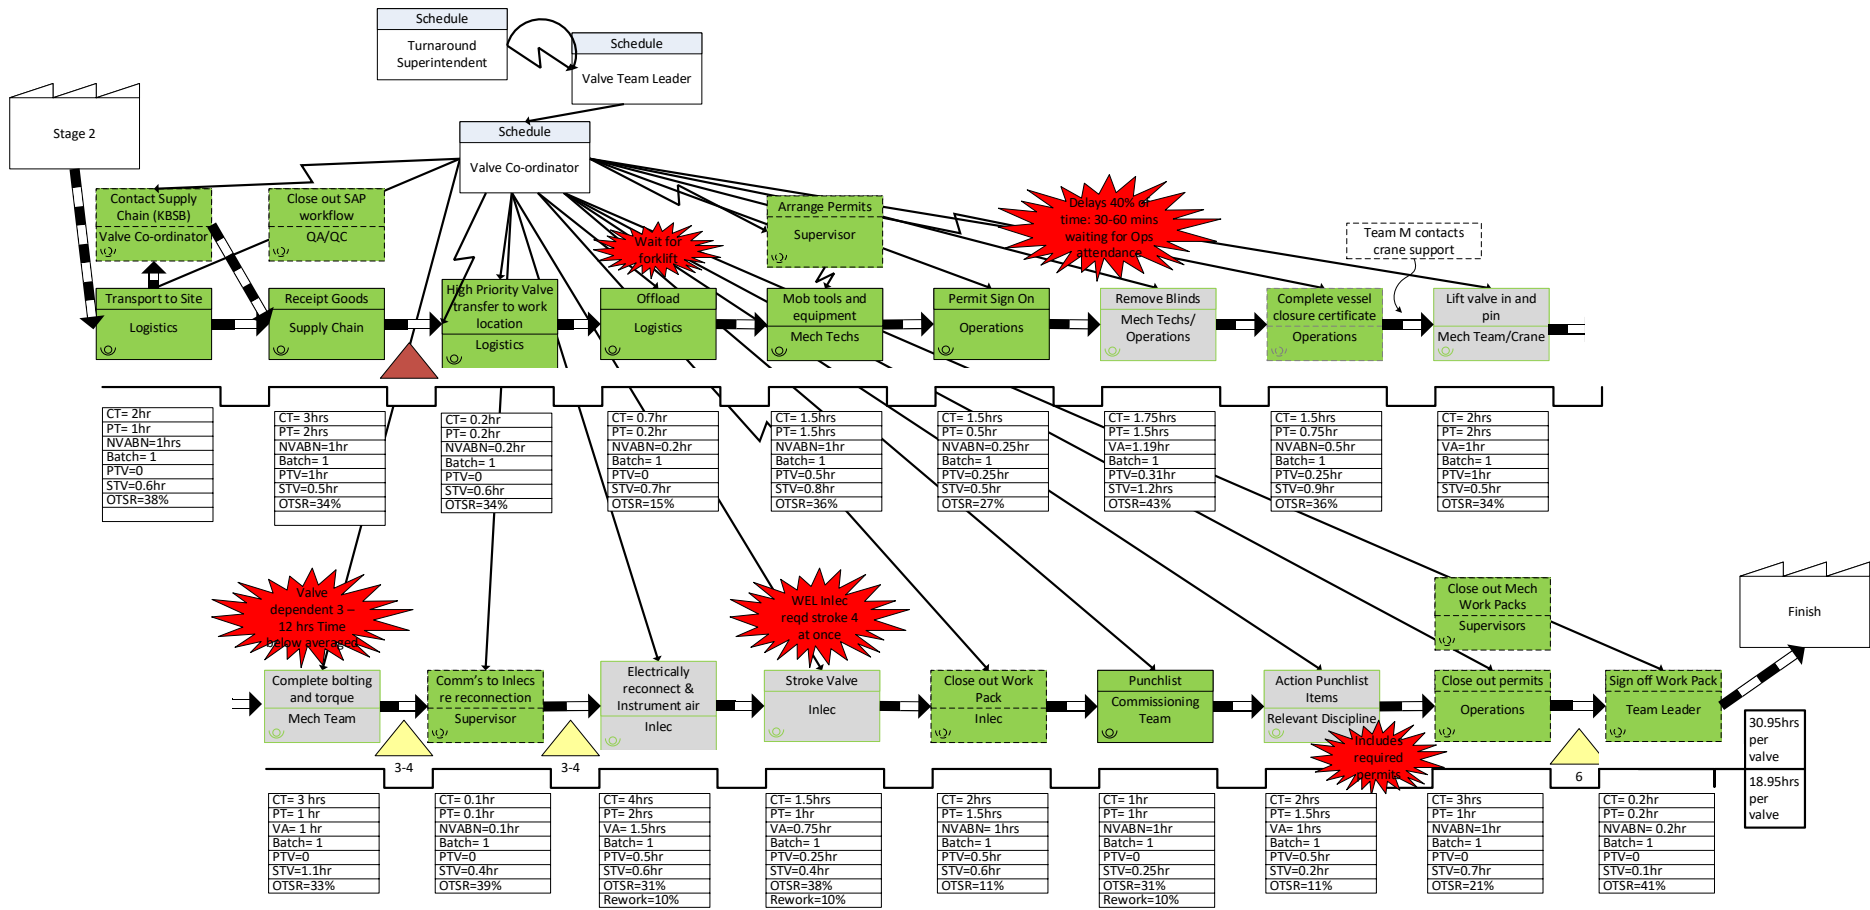 Schedule
Turnaround
Superintendent
Schedule
Valve Team Leader
Stage 2
Schedule
Valve Co-ordinator
Contact Supply
Chain (KBSB)
Valve Co-ordinator
Close out SAP
workflow
QA/QC
Wait for
forklift
Arrange Permits
Supervisor
Delays 40% of
time: 30-60 mins
waiting for Ops
attendance
Team M contacts
crane support
Transport to Site
Logistics
Receipt Goods
Supply Chain
High Priority Valve
transfer to work
location
Logistics
Offload
Logistics
Mob tools and
equipment
Mech Techs
Permit Sign On
Operations
Remove Blinds
Mech Techs/
Operations
Complete vessel
closure certificate
Operations
Lift valve in and
pin
Mech Team/Crane
CT= 2hr
PT= 1hr
NVABN=1hrs
Batch= 1
PTV=0
STV=0.6hr
OTSR=38%
CT= 3hrs
PT= 2hrs
NVABN=1hr
Batch= 1
PTV=1hr
STV=0.5hr
OTSR=34%
CT= 0.2hr
PT= 0.2hr
NVABN=0.2hr
Batch= 1
PTV=0
STV=0.6hr
OTSR=34%
CT= 0.7hr
PT= 0.2hr
NVABN=0.2hr
Batch= 1
PTV=0
STV=0.7hr
OTSR=15%
CT= 1.5hrs
PT= 1.5hrs
NVABN=1hr
Batch= 1
PTV=0.5hr
STV=0.8hr
OTSR=36%
CT= 1.5hrs
PT= 0.5hr
NVABN=0.25hr
Batch= 1
PTV=0.25hr
STV=0.5hr
OTSR=27%
CT= 1.75hrs
PT= 1.5hrs
VA=1.19hr
Batch= 1
PTV=0.31hr
STV=1.2hrs
OTSR=43%
CT= 1.5hrs
PT= 0.75hr
NVABN=0.5hr
Batch= 1
PTV=0.25hr
STV=0.9hr
OTSR=36%
CT= 2hrs
PT= 2hrs
VA=1hr
Batch= 1
PTV=1hr
STV=0.5hr
OTSR=34%
Valve
dependent 3 –
12 hrs Time
below averaged
WEL Inlec
reqd stroke 4
at once
Close out Mech
Work Packs
Supervisors
Finish
Complete bolting
and torque
Mech Team
Comm's to Inlecs
re reconnection
Supervisor
Electrically
reconnect &
Instrument air
Inlec
Stroke Valve
Inlec
Close out Work
Pack
Inlec
Punchlist
Commissioning
Team
Action Punchlist
Items
Relevant Discipline
Includes
required
permits
Close out permits
Operations
Sign off Work Pack
Team Leader
3-4
3-4
6
30.95hrs
per
valve
18.95hrs
per
valve
CT= 3 hrs
PT= 1 hr
VA= 1 hr
Batch= 1
PTV=0
STV=1.1hr
OTSR=33%
CT= 0.1hr
PT= 0.1hr
NVABN=0.1hr
Batch= 1
PTV=0
STV=0.4hr
OTSR=39%
CT= 4hrs
PT= 2hrs
VA= 1.5hrs
Batch= 1
PTV=0.5hr
STV=0.6hr
OTSR=31%
Rework=10%
CT= 1.5hrs
PT= 1hr
VA=0.75hr
Batch= 1
PTV=0.25hr
STV=0.4hr
OTSR=38%
Rework=10%
CT= 2hrs
PT= 1.5hrs
NVABN= 1hrs
Batch= 1
PTV=0.5hr
STV=0.6hr
OTSR=11%
CT= 1hr
PT= 1hr
NVABN=1hr
Batch= 1
PTV=0
STV=0.25hr
OTSR=31%
Rework=10%
CT= 2hrs
PT= 1.5hrs
VA= 1hrs
Batch= 1
PTV=0.5hr
STV=0.2hr
OTSR=11%
CT= 3hrs
PT= 1hr
NVABN=1hr
Batch= 1
PTV=0
STV=0.7hr
OTSR=21%
CT= 0.2hr
PT= 0.2hr
NVABN= 0.2hr
Batch= 1
PTV=0
STV=0.1hr
OTSR=41%